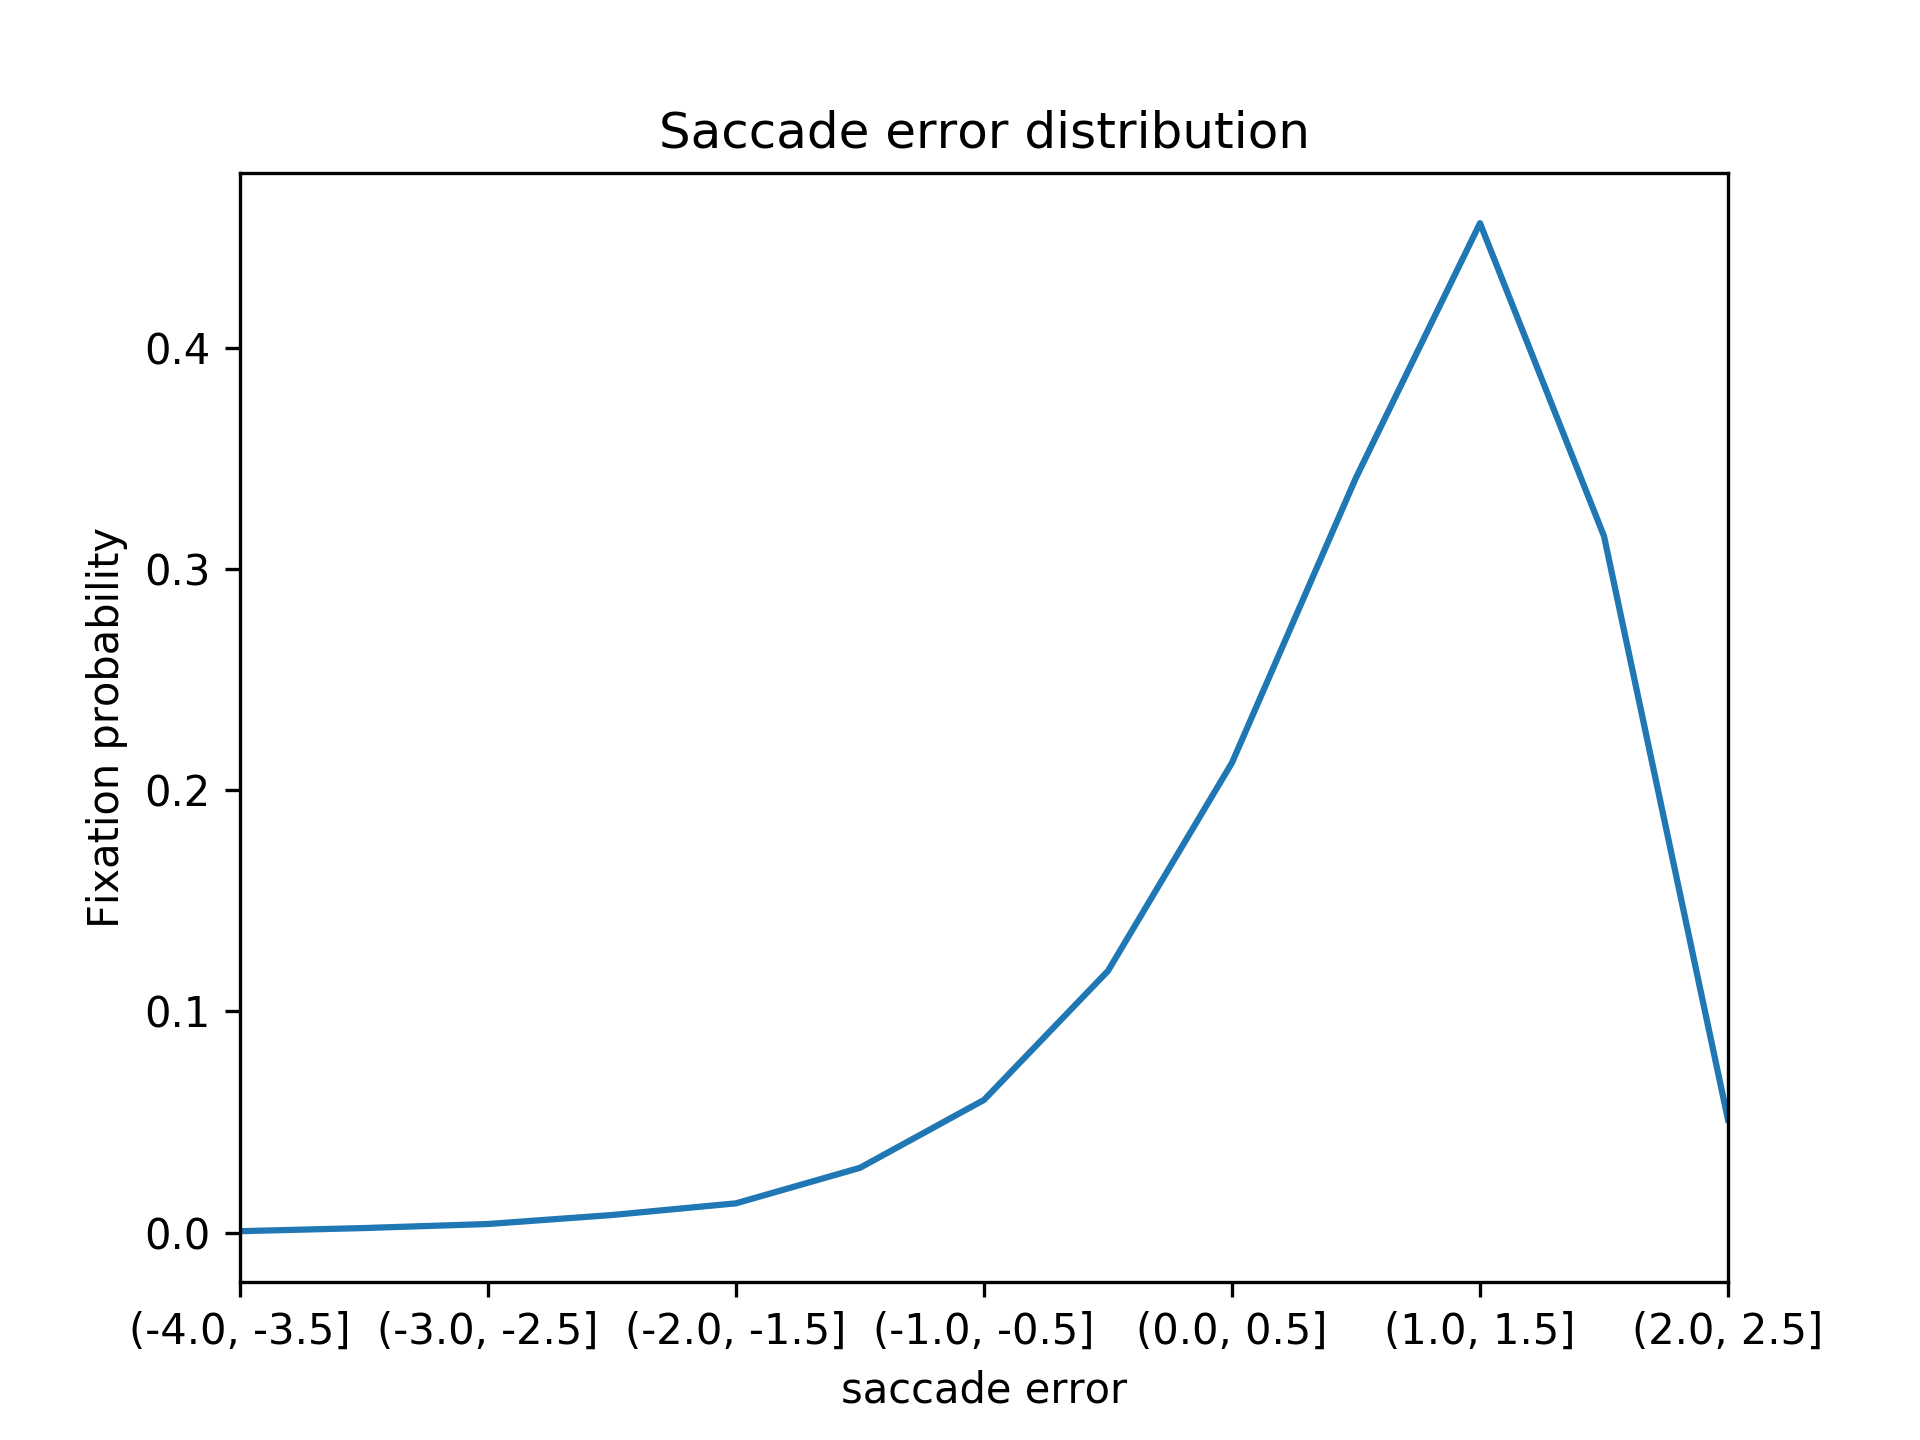 Saccade error distribution
Fixation probability
0.4
0.3
0.2
0.1
0.0
(-4.0, -3.5] (-3.0, -2.5] (-2.0, -1.5] (-1.0, -0.5] (0.0, 0.5] (1.0, 1.5] (2.0, 2.5]
saccade error